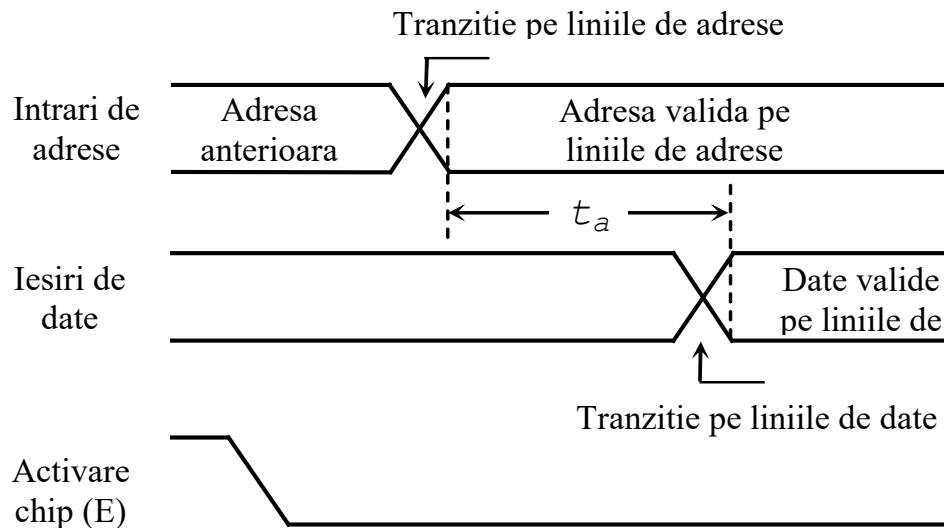 Tranzitie pe liniile de adrese
Intrari de
adrese
Adresa
anterioara
Adresa valida pe
liniile de adrese
ta
Iesiri de
date
Date valide
pe liniile de
Tranzitie pe liniile de date
Activare
chip (E)